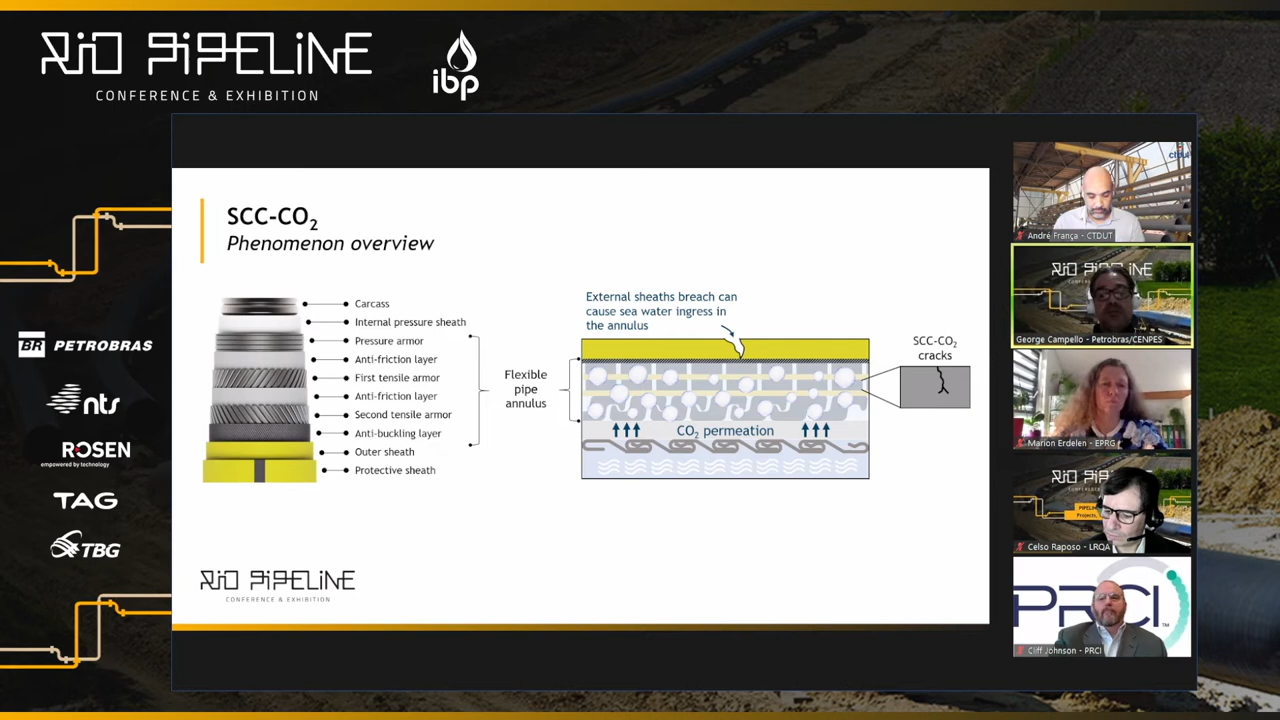 RIO PIPELINE
CONFERENCE & EXHIBITION
ibp
BR PETROBRAS
nts
ROSEN
empowered by technology
TAG
TBG
SCC-CO₂
Phenomenon overview
Carcass
Internal pressure sheath
Pressure armor
Anti-friction layer
First tensile armor
Anti-friction layer
Second tensile armor
Anti-buckling layer
Outer sheath
Protective sheath
Flexible
pipe
annulus
External sheaths breach can
cause sea water ingress in
the annulus
CO₂ permeation
SCC-CO₂
cracks
RIO PIPELINE
CONFERENCE & EXHIBITION
André França - CTDUT
RIO PIPELINE
George Campello - Petrobras/CENPES
Marion Erdelen - EPRG
Celso Raposo - LRQA
PRCI
TM
Cliff Johnson - PRCI